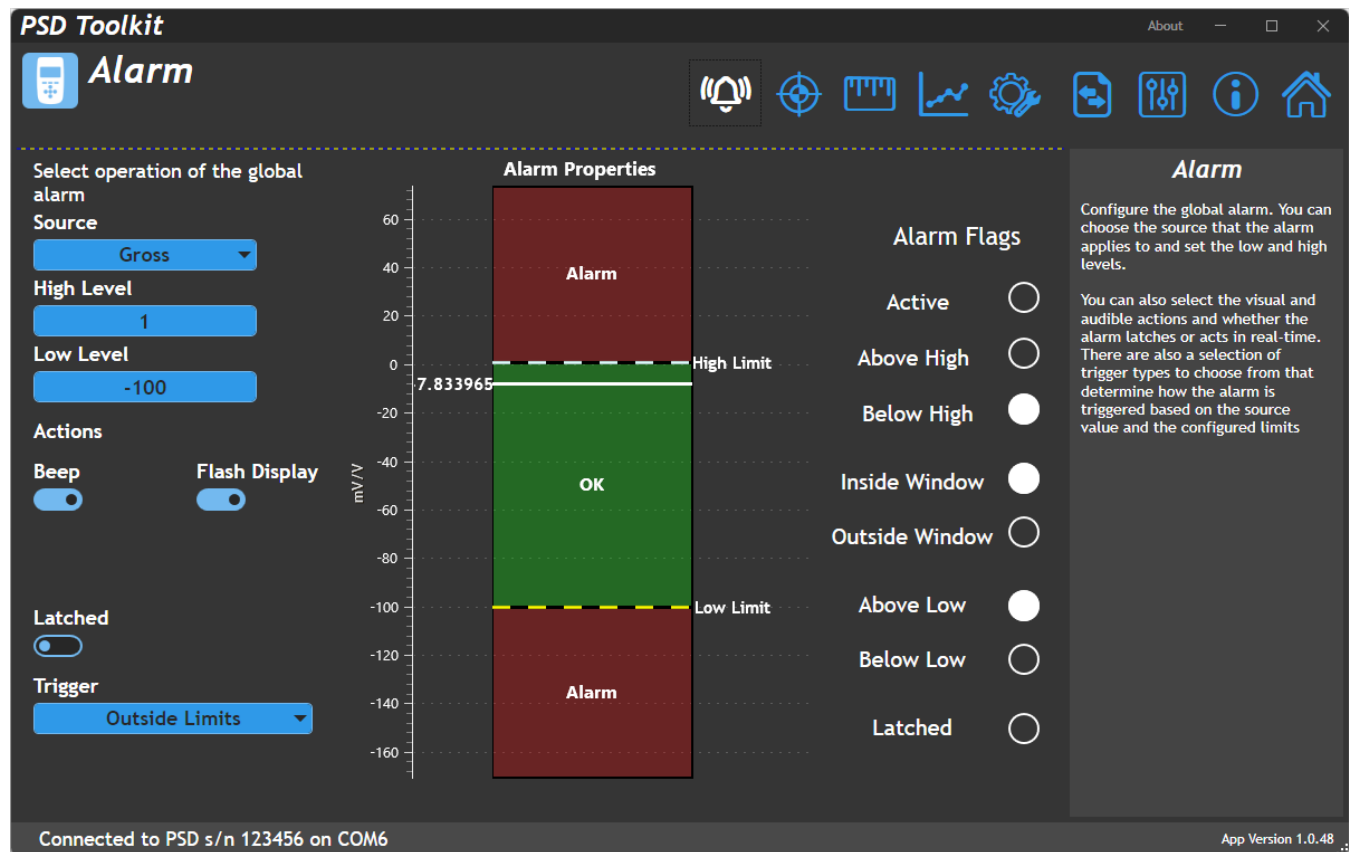 PSD Toolkit
About
Alarm
Select operation of the global
alarm
Source
Gross
High Level
1
Low Level
-100
Actions
Beep
Flash Display
Latched
Trigger
Outside Limits
Alarm Properties
60
40
20
0
-20
-40
-60
-80
-100
-120
-140
-160
mV/V
Alarm
High Limit
7.833965
OK
Low Limit
Alarm
Alarm Flags
Active
Above High
Below High
Inside Window
Outside Window
Above Low
Below Low
Latched
Alarm
Configure the global alarm. You can
choose the source that the alarm
applies to and set the low and high
levels.
You can also select the visual and
audible actions and whether the
alarm latches or acts in real-time.
There are also a selection of
trigger types to choose from that
determine how the alarm is
triggered based on the source
value and the configured limits
Connected to PSD s/n 123456 on COM6
App Version 1.0.48